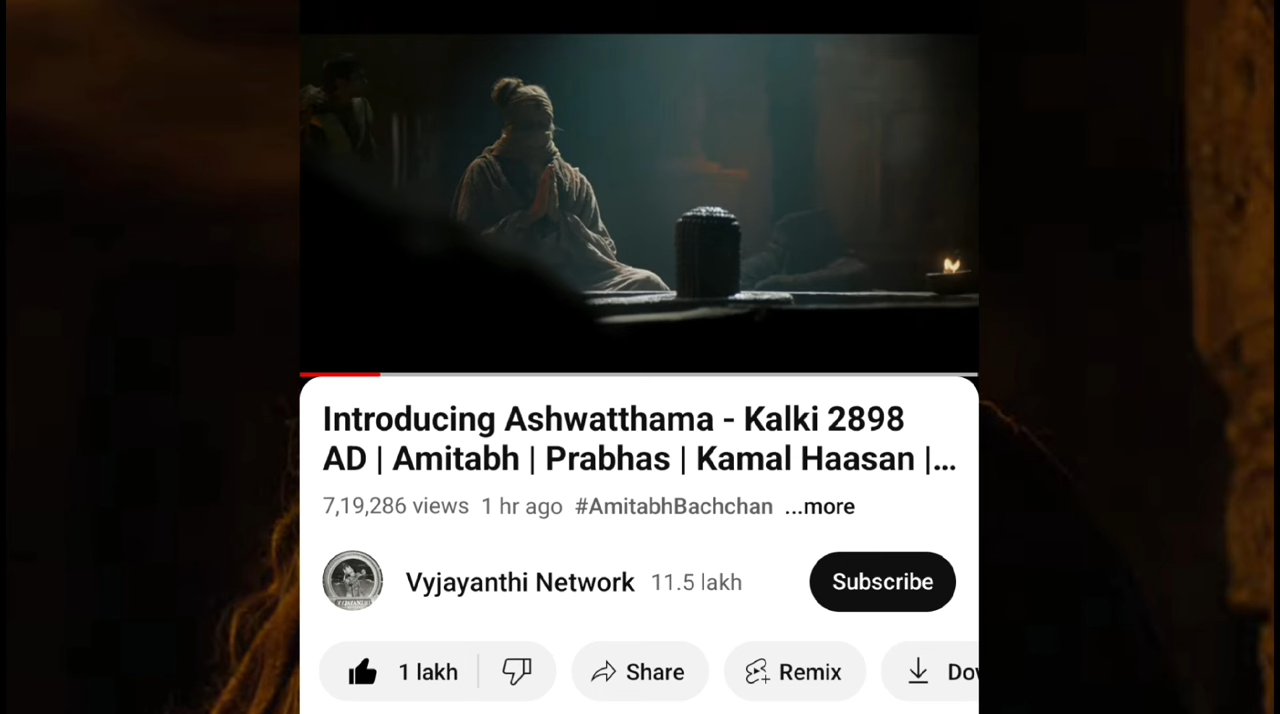 Introducing Ashwatthama - Kalki 2898
AD | Amitabh | Prabhas | Kamal Haasan |...
7,19,286 views 1 hr ago #AmitabhBachchan ...more
Vyjayanthi Network 11.5 lakh Subscribe
1 lakh Share Remix Dow